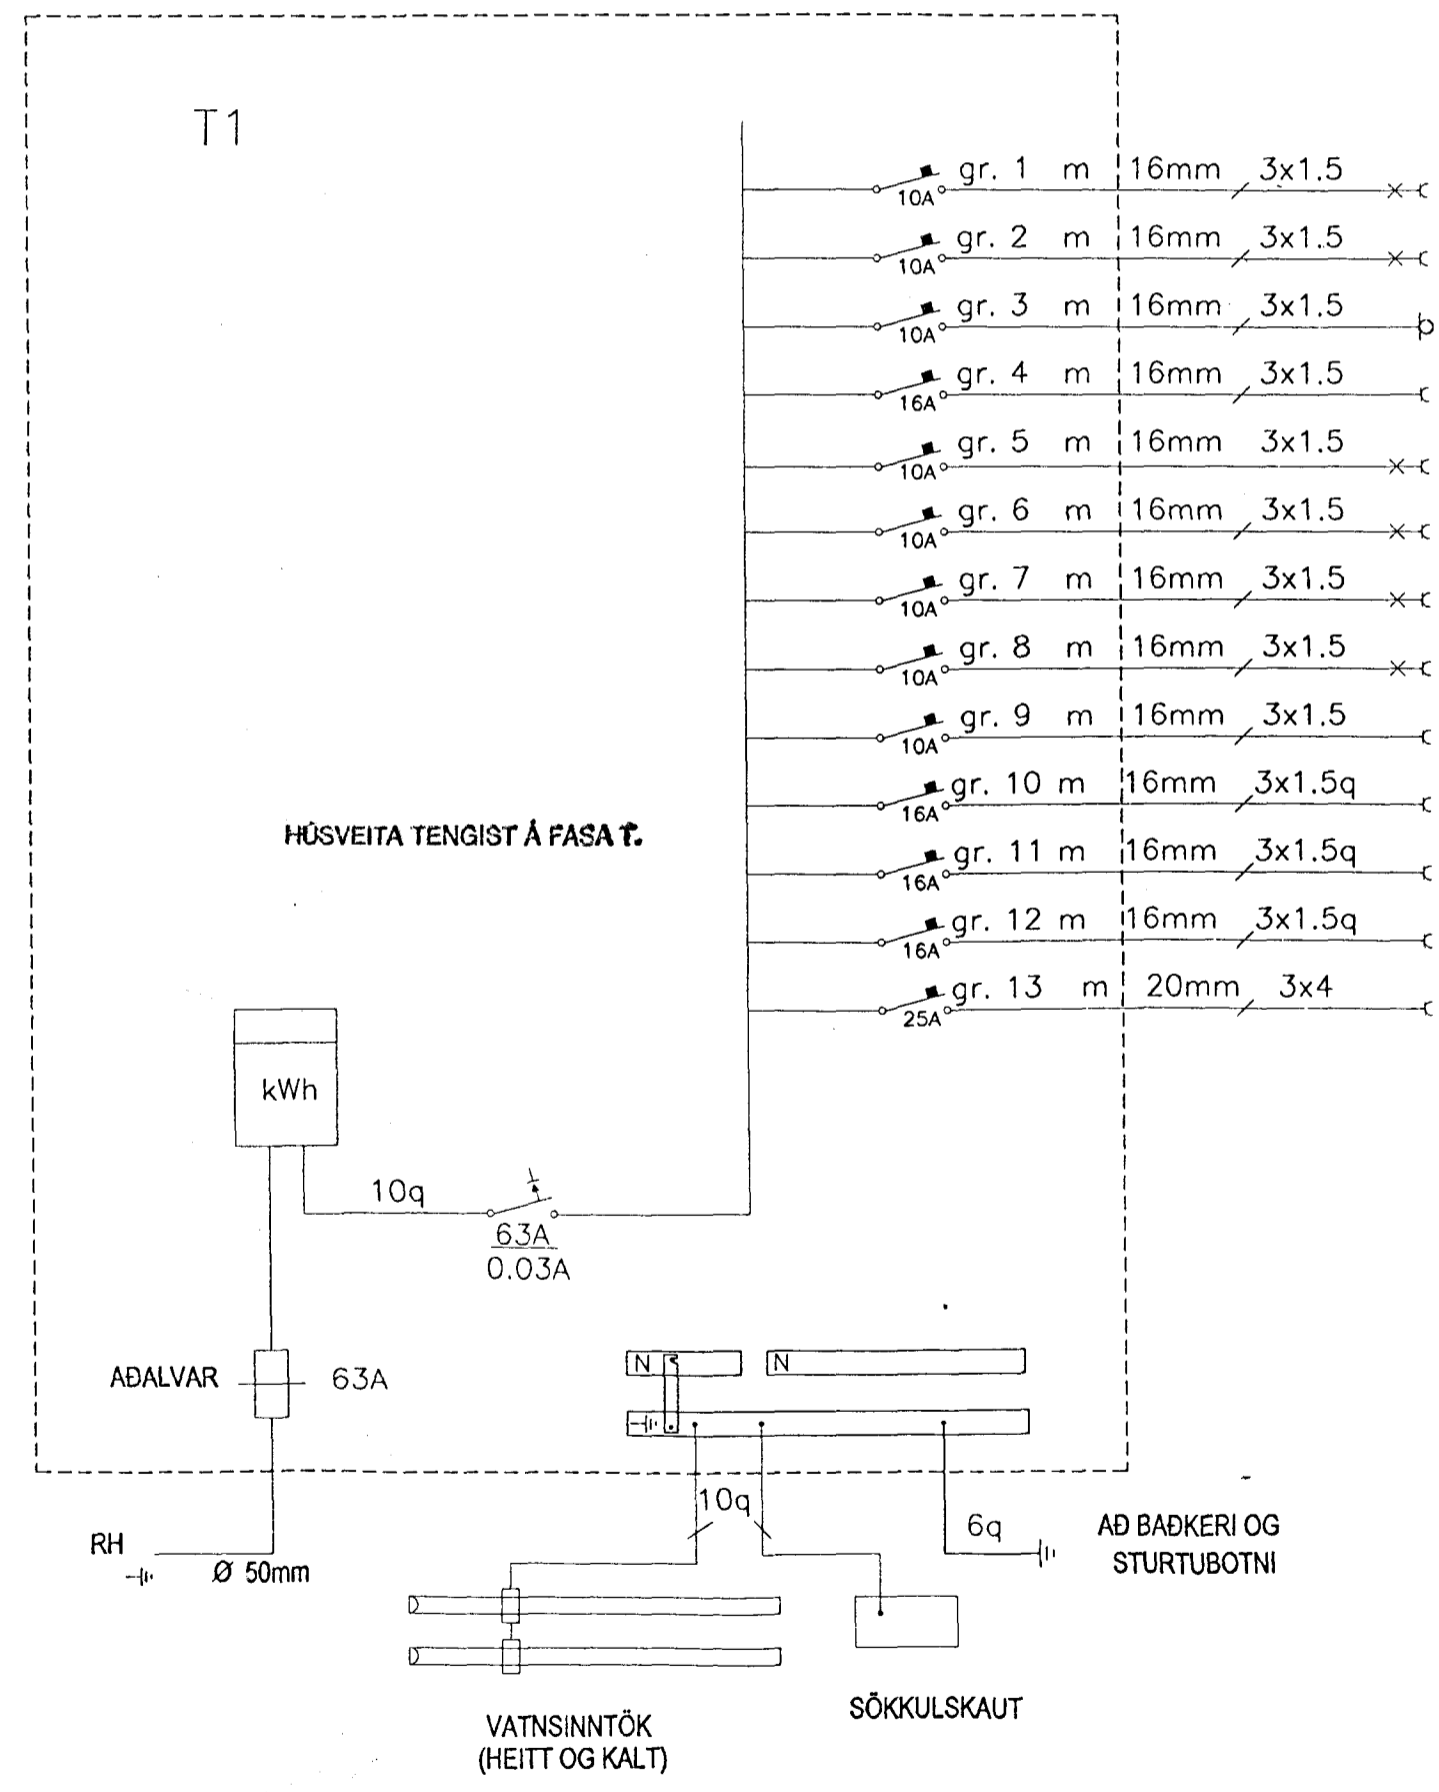 T1
gr. 1 m 16mm 3x1.5
10A
gr. 2 m 16mm 3x1.5
10A
gr. 3 m 16mm 3x1.5
10A
gr. 4 m 16mm 3x1.5
16A
gr. 5 m 16mm 3x1.5
10A
gr. 6 m 16mm 3x1.5
10A
gr. 7 m 16mm 3x1.5
10A
gr. 8 m 16mm 3x1.5
10A
gr. 9 m 16mm 3x1.5
10A
gr. 10 m 16mm 3x1.5q
16A
HÚSVEITA TENGIST Á FASA
gr. 11 m 16mm 3x1.5q
16A
gr. 12 m 16mm 3x1.5q
16A
gr. 13 m 20mm 3x4
25A
kWh
10q
63A
0.03A
N N
AÐALVAR 63A
10q
6q
AÐ BAÐKERI OG
STURTUBOTNI
RH
Ø 50mm
SÖKKULSKAUT
VATNSINNTÖK
(HEITT OG KALT)